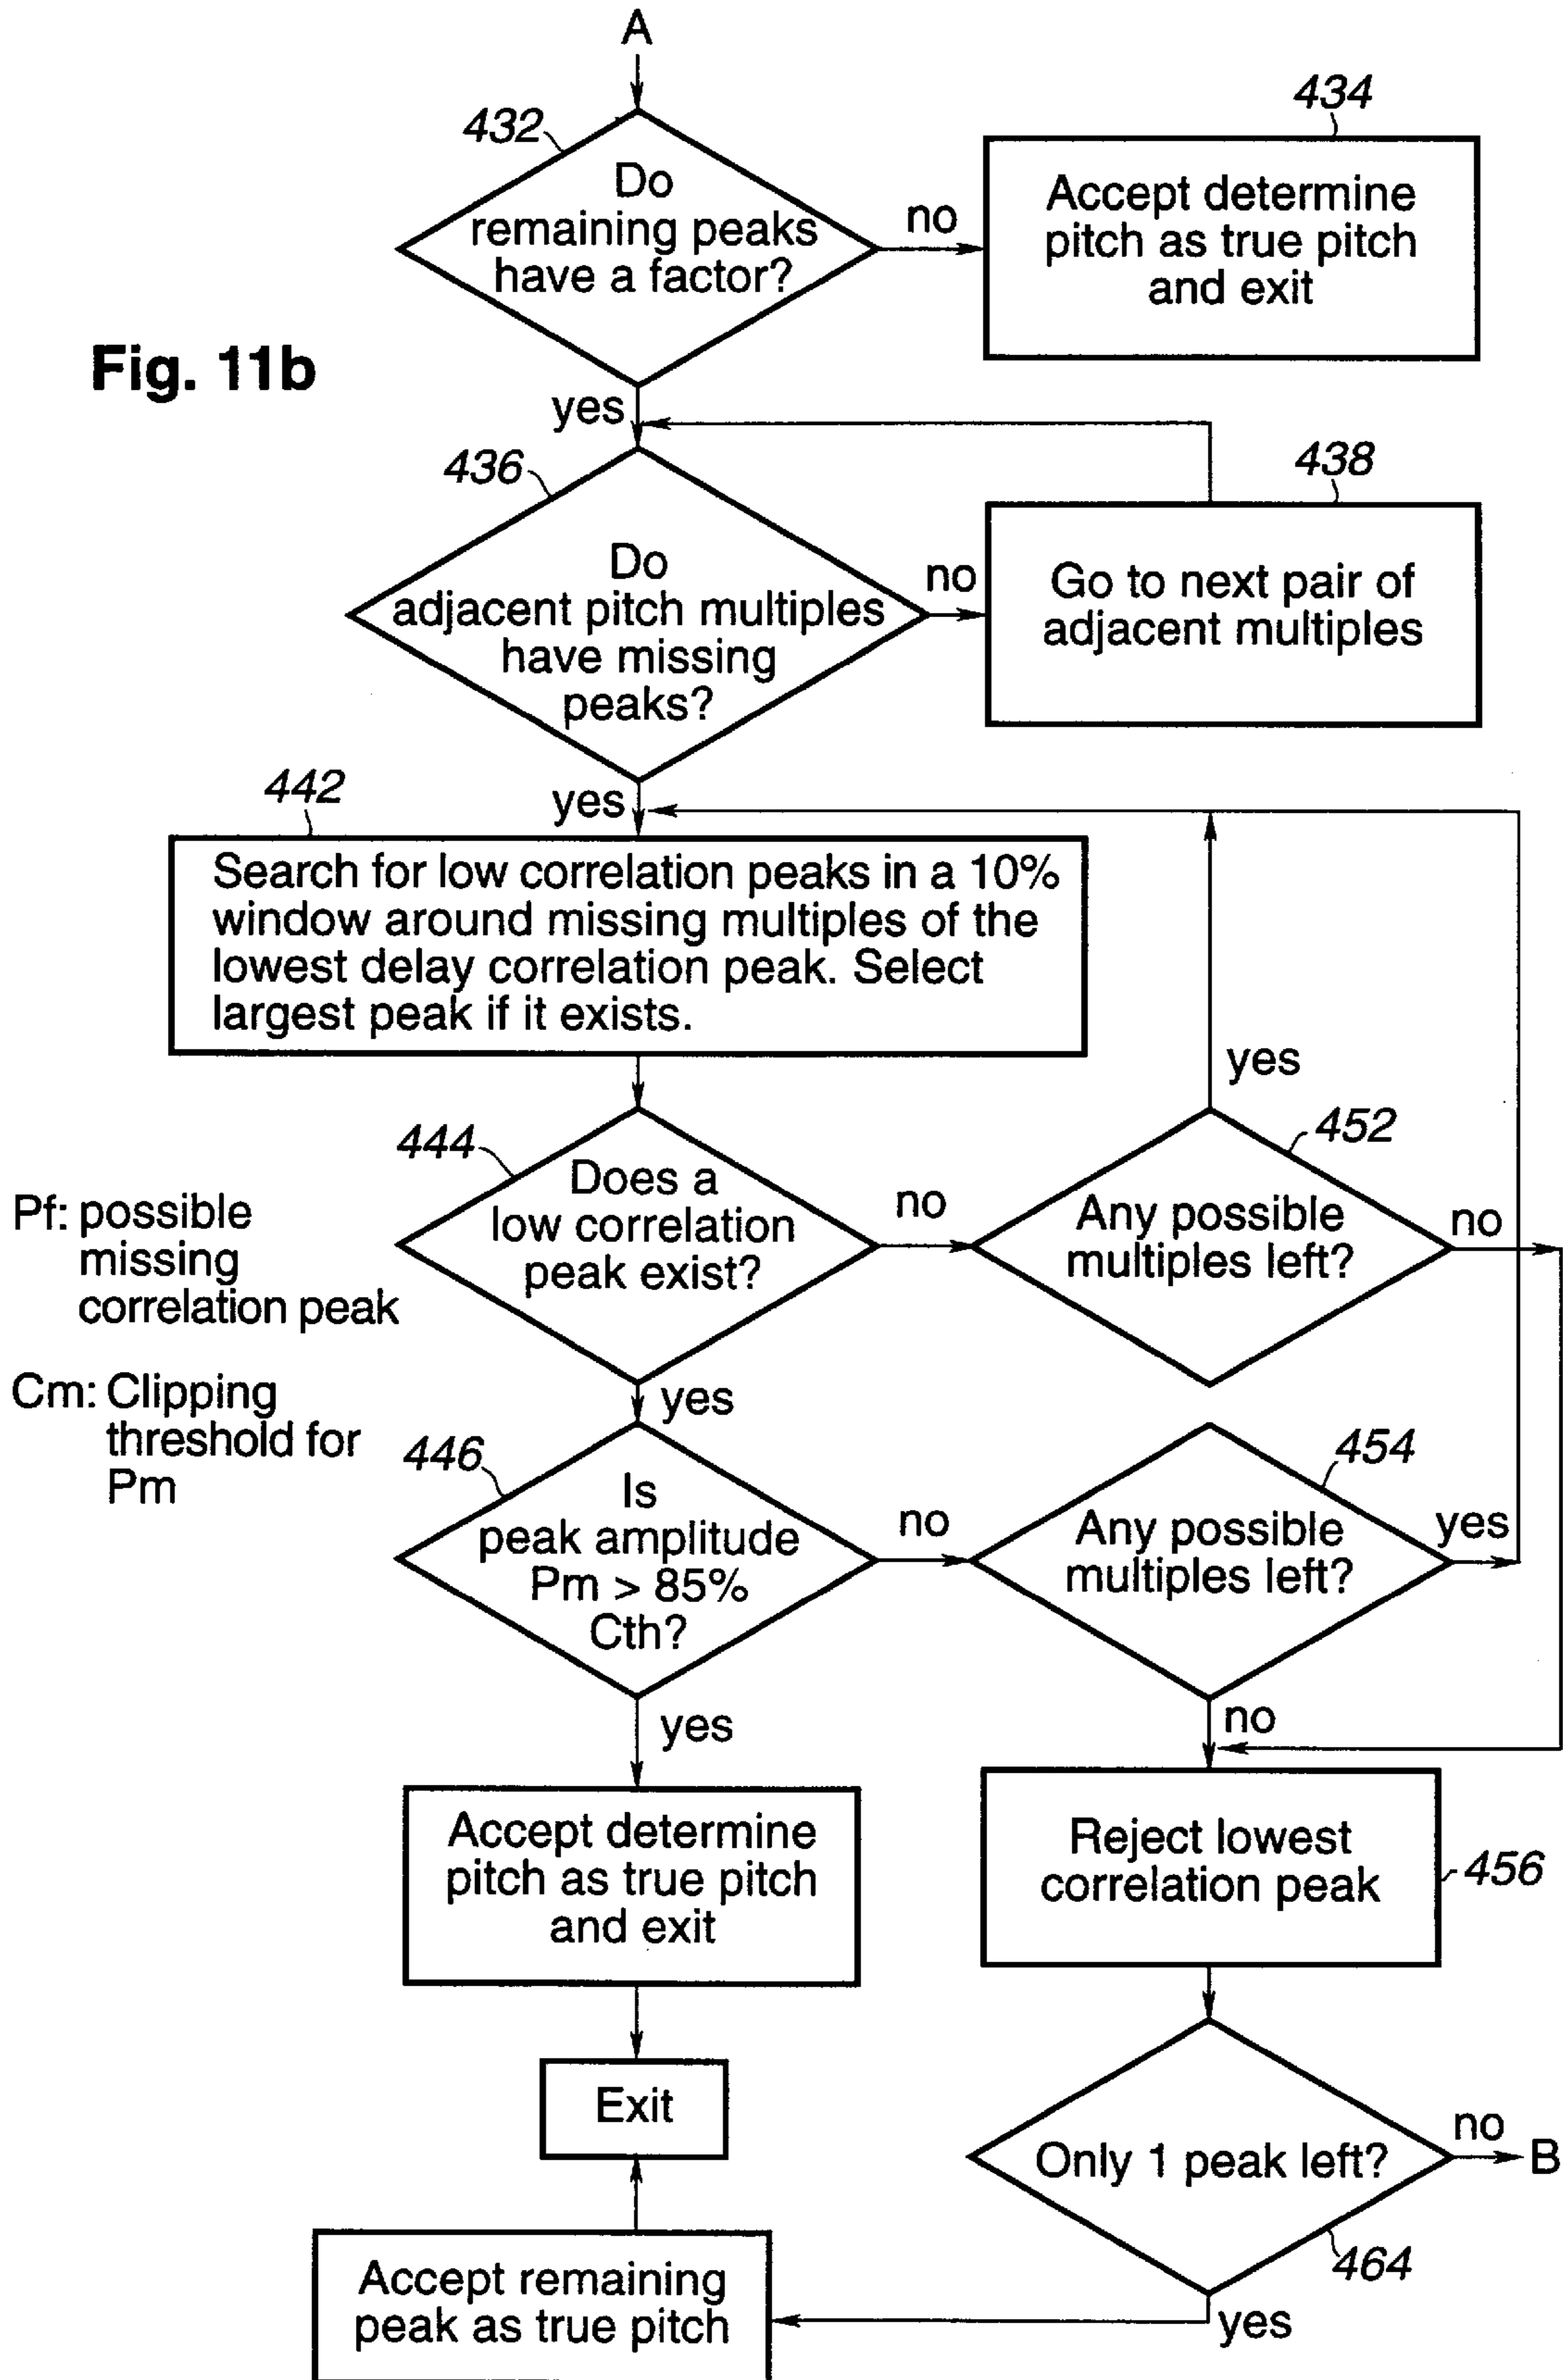 A
432
434
Do
remaining peaks
have a factor?
no
Accept determine
pitch as true pitch
and exit
Fig. 11b
yes
436
438
Do
adjacent pitch multiples
have missing
peaks?
no
Go to next pair of
adjacent multiples
442
yes
Search for low correlation peaks in a 10%
window around missing multiples of the
lowest delay correlation peak. Select
largest peak if it exists.
yes
444
452
Does a
low correlation
peak exist?
no
Any possible
multiples left?
no
Pf: possible
missing
correlation peak
Cm: Clipping
threshold for
Pm
yes
446
454
Is
peak amplitude
Pm > 85%
Cth?
no
Any possible
multiples left?
yes
yes
no
Accept determine
pitch as true pitch
and exit
Reject lowest
correlation peak
456
Exit
Only 1 peak left?
no
B
464
Accept remaining
peak as true pitch
yes